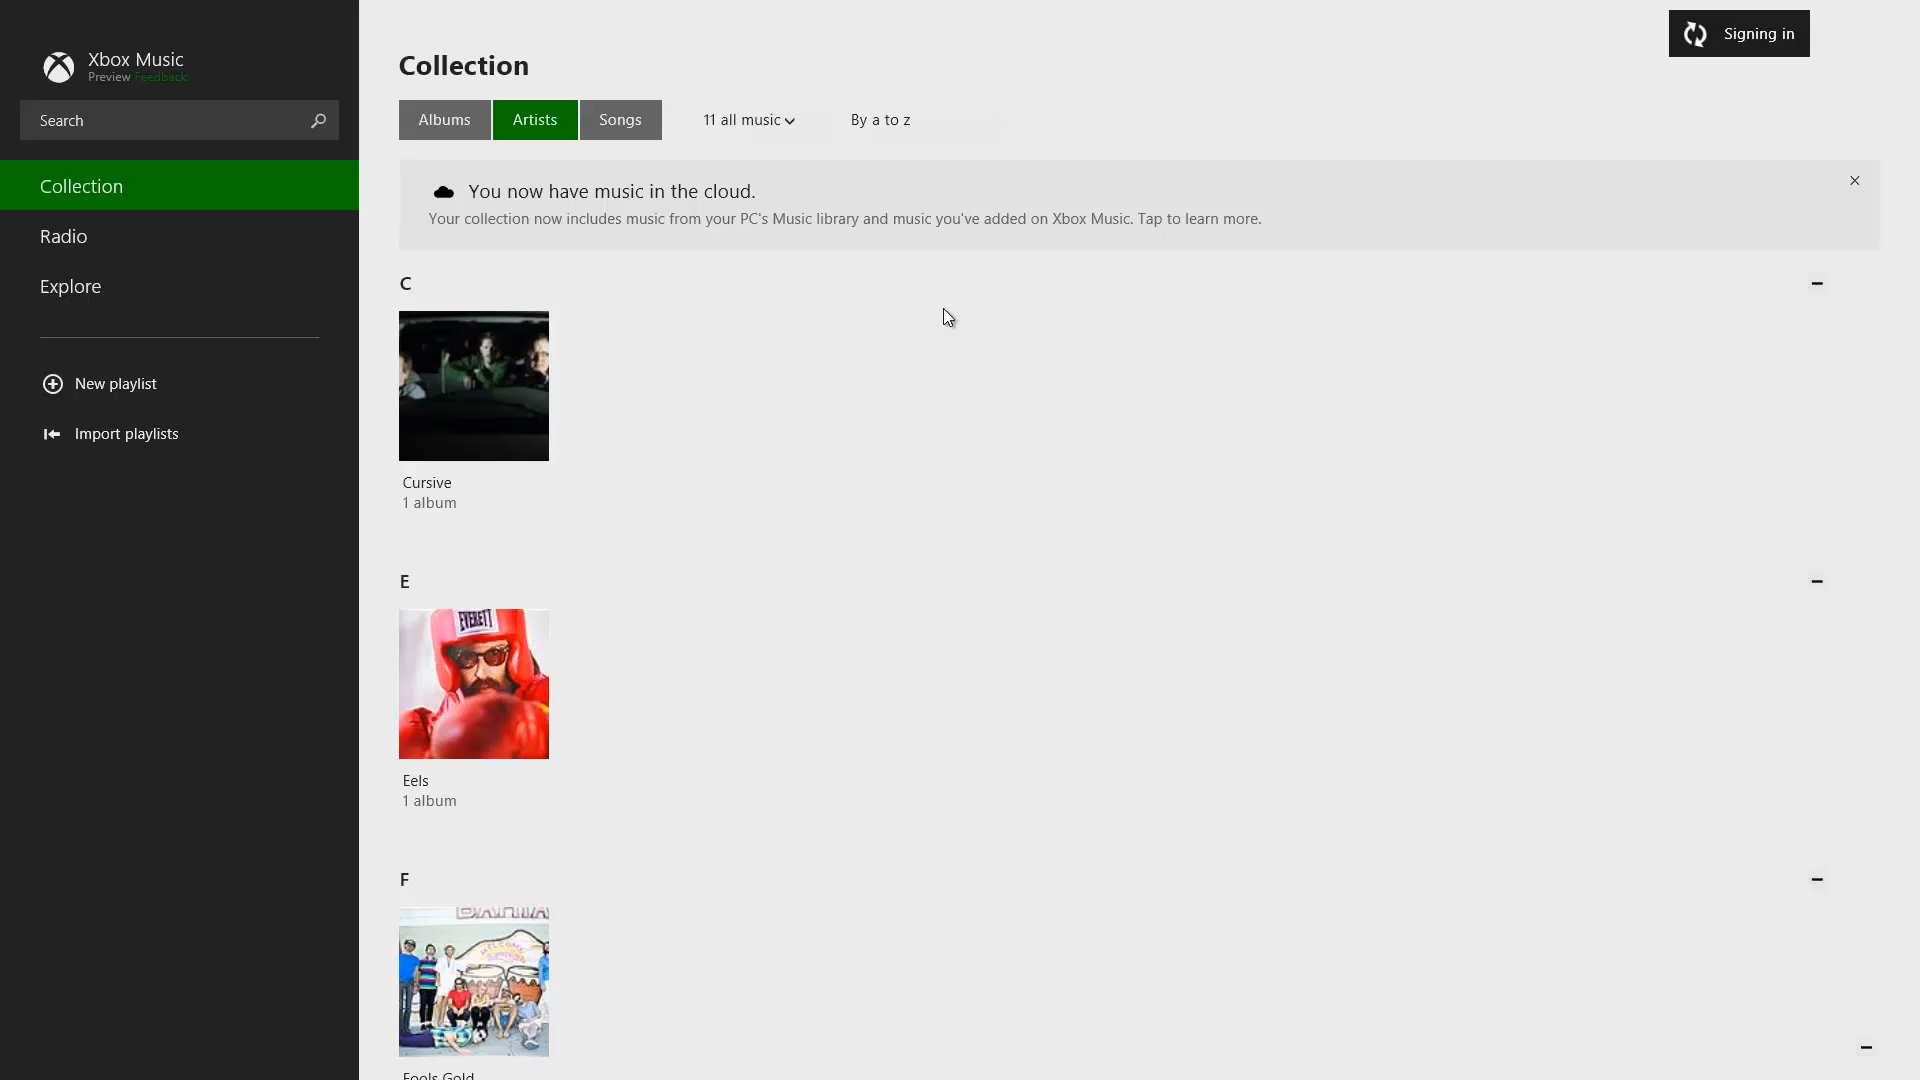 Xbox Music
Preview Feedback
Search
Collection
Radio
Explore
New playlist
Import playlists
Signing in
Collection
Albums Artists Songs 11 all music By a to z
You now have music in the cloud.
Your collection now includes music from your PC's Music library and music you've added on Xbox Music. Tap to learn more.
C
Cursive
1 album
E
EVERETT
Eels
1 album
F
WELCOME
Fools Gold